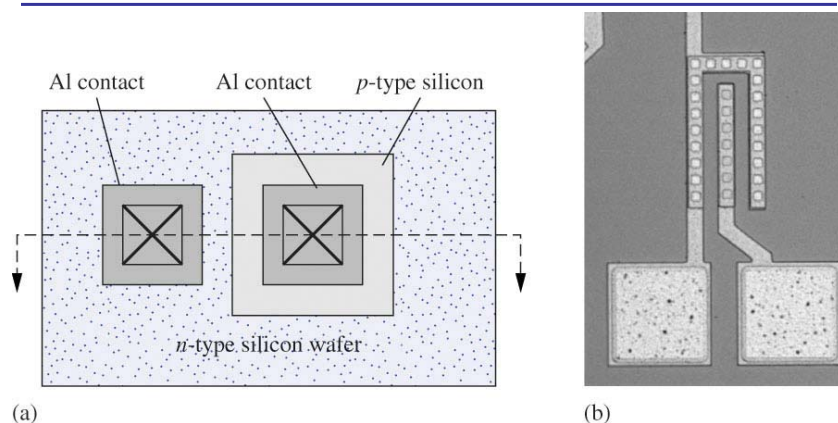 Al contact
Al contact
p-type silicon
n-type silicon wafer
(a)
(b)